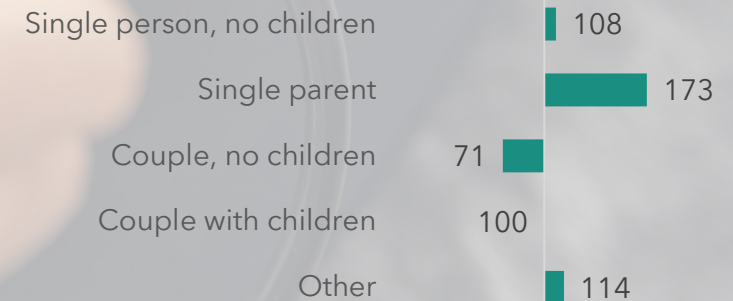 Single person, no children 108
Single parent 173
Couple, no children 71
Couple with children 100
Other 114